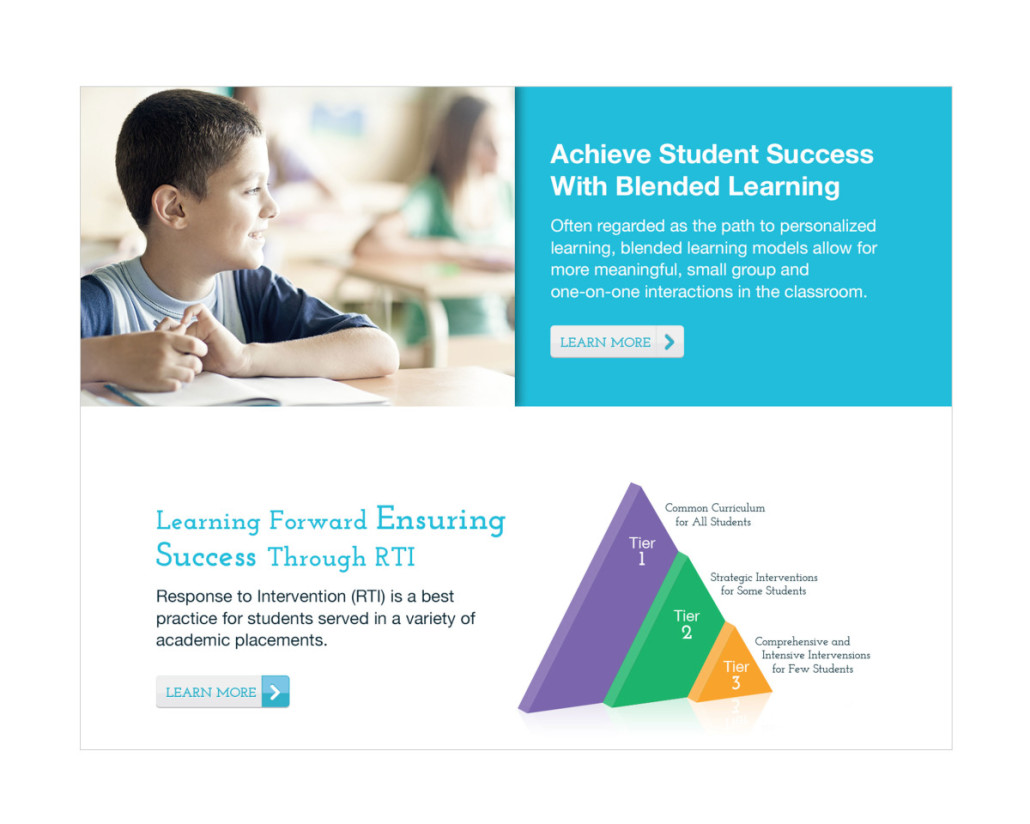 Achieve Student Success
With Blended Learning
Often regarded as the path to personalized
learning, blended learning models allow for
more meaningful, small group and
one-on-one interactions in the classroom.
LEARN MORE
Learning Forward Ensuring
Success Through RTI
Response to Intervention (RTI) is a best
practice for students served in a variety of
academic placements.
LEARN MORE
Tier
1
Common Curriculum
for All Students
Tier
2
Strategic Interventions
for Some Students
Tier
3
Comprehensive and
Intensive Intervensions
for Few Students